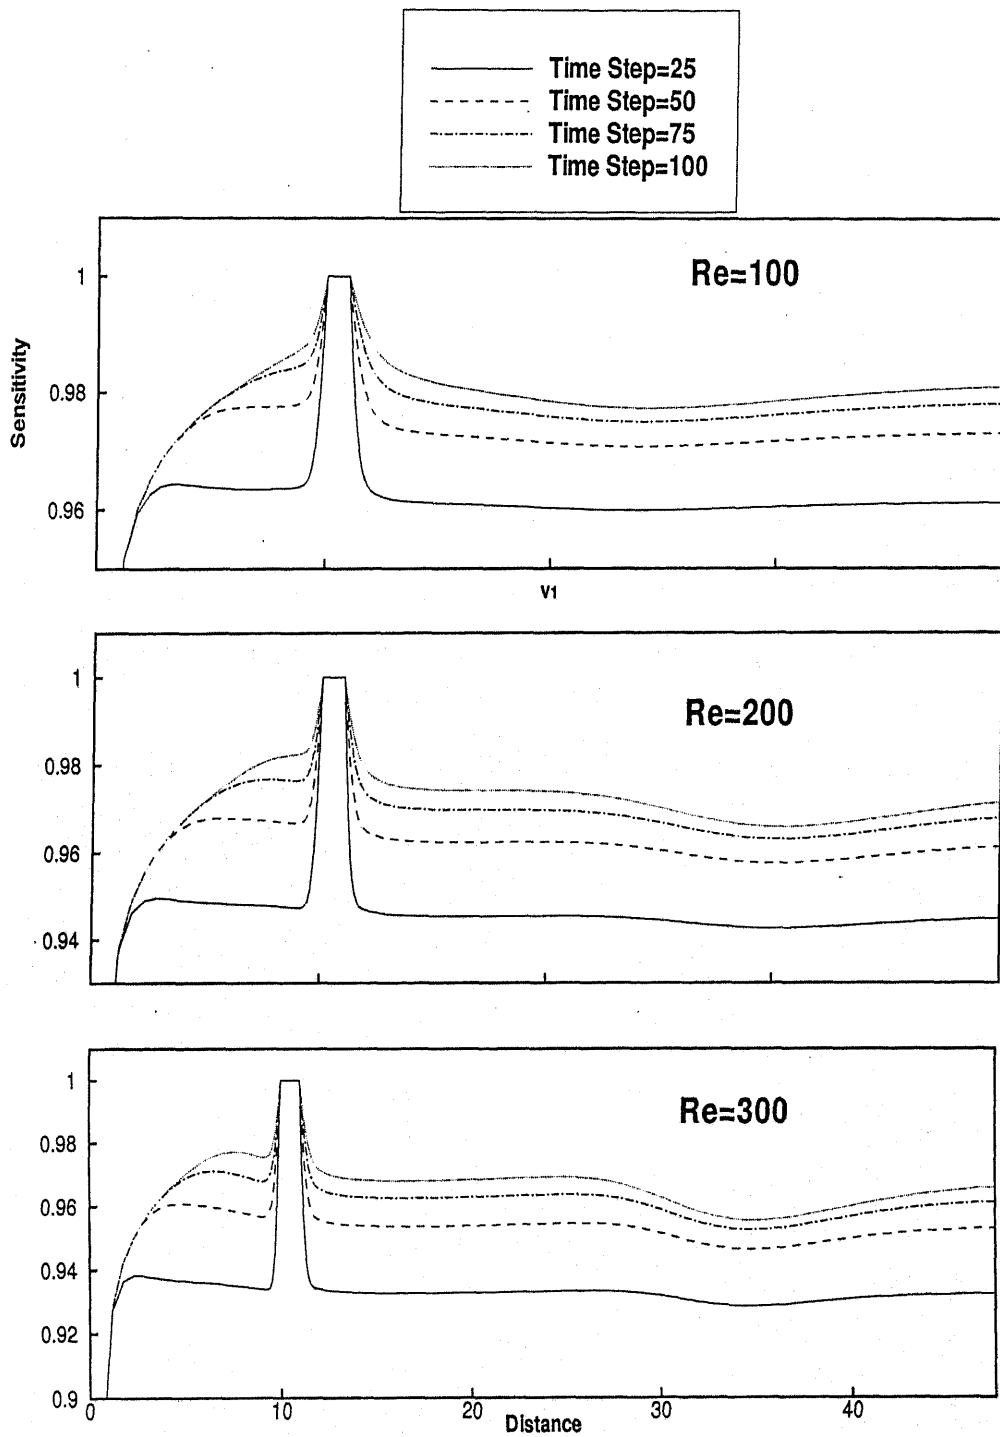 Time Step=25
Time Step=50
Time Step=75
Time Step=100
Re=100
1
0.98
0.96
Sensitivity
V1
Re=200
1
0.98
0.96
0.94
Re=300
1
0.98
0.96
0.94
0.92
0.9
0 10 20 30 40
Distance